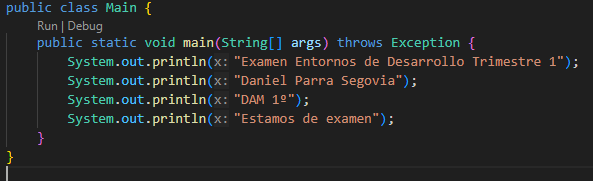 public class Main {
Run | Debug
public static void main(String[] args) throws Exception {
System.out.println(x: "Examen Entornos de Desarrollo Trimestre 1");
System.out.println(x: "Daniel Parra Segovia");
System.out.println(x: "DAM 1º");
System.out.println(x: "Estamos de examen");
}
}